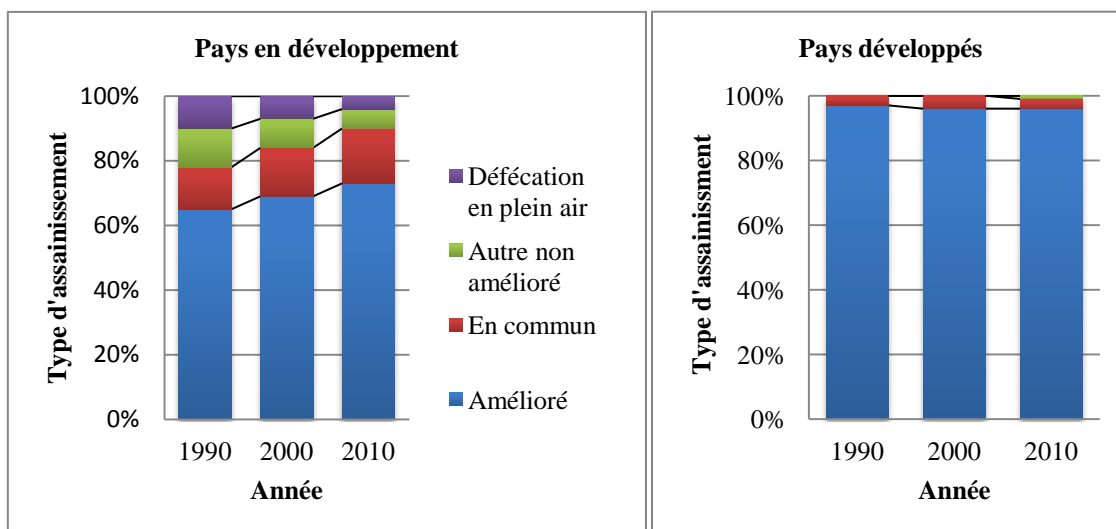 Pays en développement
Type d'assainissement
100%
80%
60%
40%
20%
0%
1990 2000 2010
Année
Défécation
en plein air
Autre non
amélioré
En commun
Amélioré
Pays développés
Type d'assainissment
100%
80%
60%
40%
20%
0%
1990 2000 2010
Année